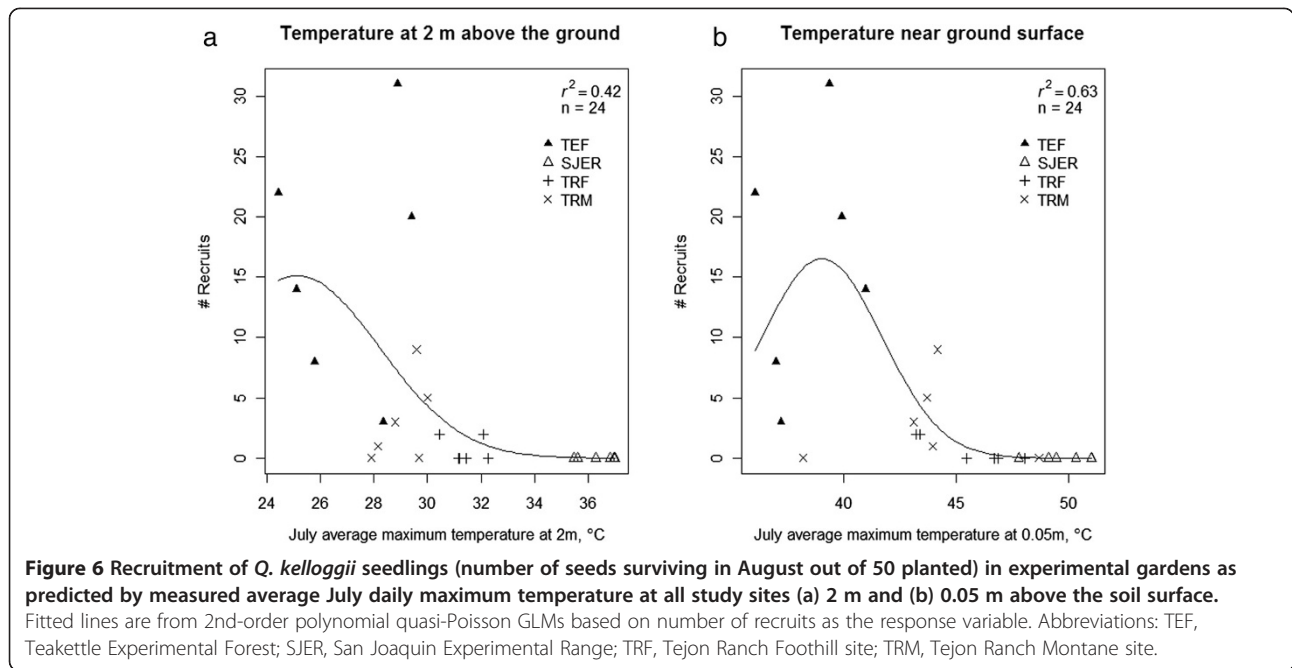 a
Temperature at 2 m above the ground
r² = 0.42
n = 24
▲ TEF
△ SJER
+ TRF
× TRM
# Recruits
0
5
10
15
20
25
30
24
26
28
30
32
34
36
July average maximum temperature at 2m, °C
b
Temperature near ground surface
r² = 0.63
n = 24
▲ TEF
△ SJER
+ TRF
× TRM
# Recruits
0
5
10
15
20
25
30
40
45
50
July average maximum temperature at 0.05m, °C
Figure 6 Recruitment of Q. kelloggii seedlings (number of seeds surviving in August out of 50 planted) in experimental gardens as
predicted by measured average July daily maximum temperature at all study sites (a) 2 m and (b) 0.05 m above the soil surface.
Fitted lines are from 2nd-order polynomial quasi-Poisson GLMs based on number of recruits as the response variable. Abbreviations: TEF,
Teakettle Experimental Forest; SJER, San Joaquin Experimental Range; TRF, Tejon Ranch Foothill site; TRM, Tejon Ranch Montane site.